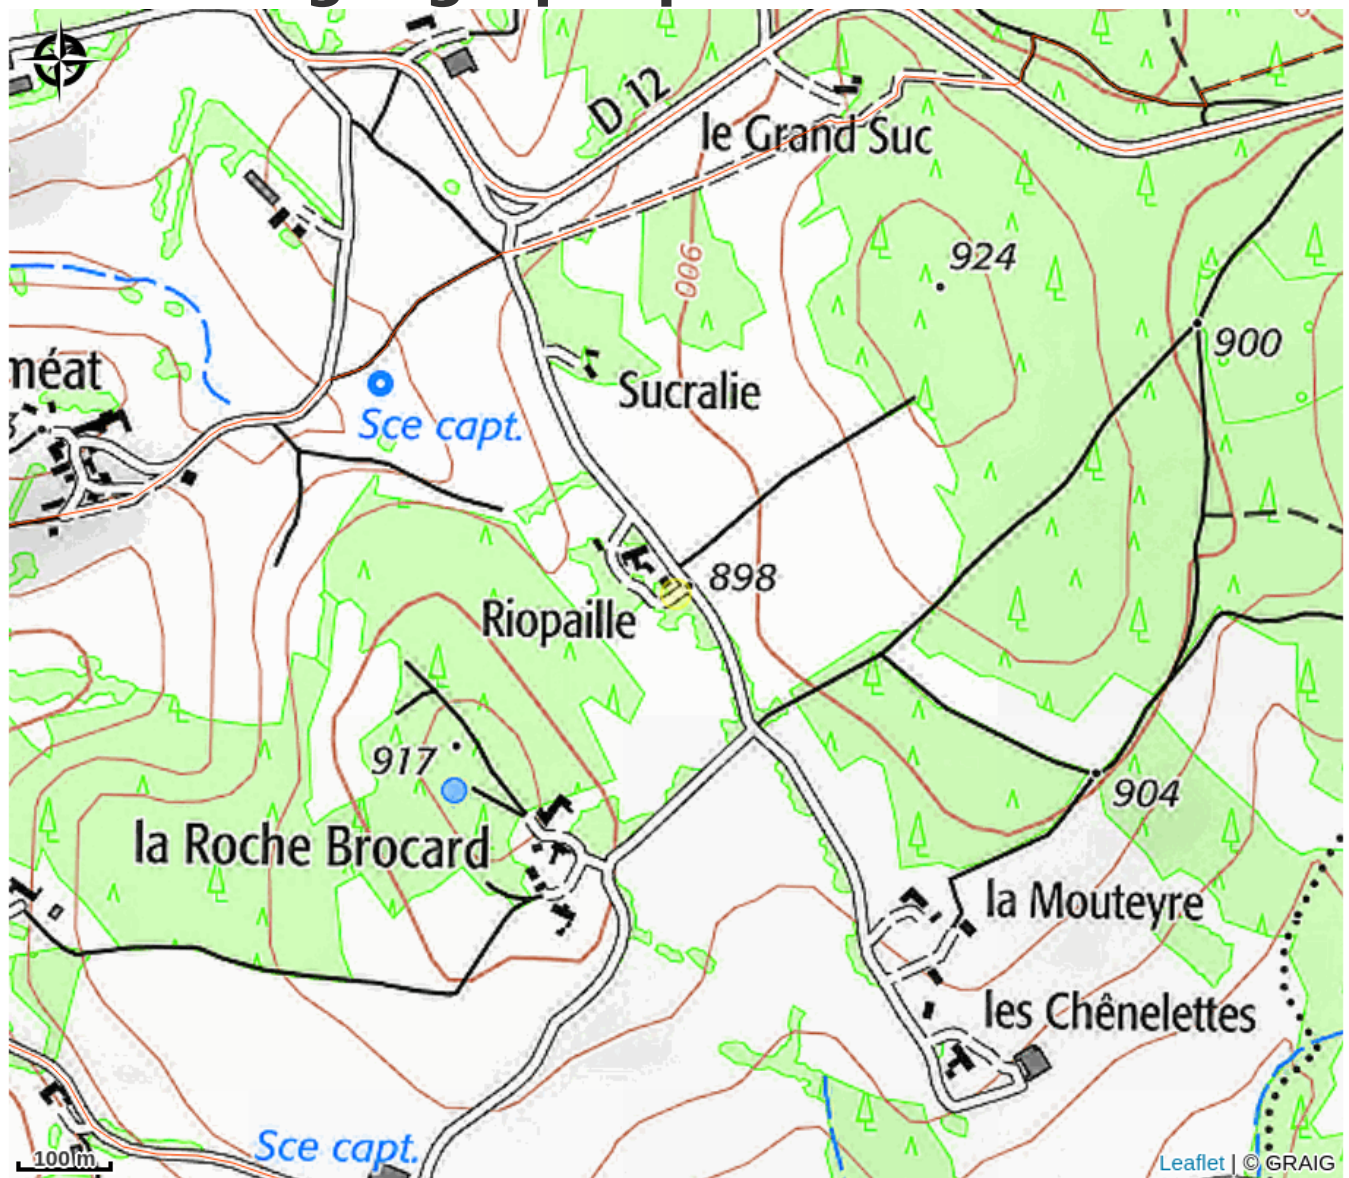 D 12
le Grand Suc
924
900
900
méat
Sucralie
Sce capt.
898
Riopaille
917
904
la Roche Brocard
la Mouteyre
les Chênelettes
Sce capt.
100 m
Leaflet | © GRAIG